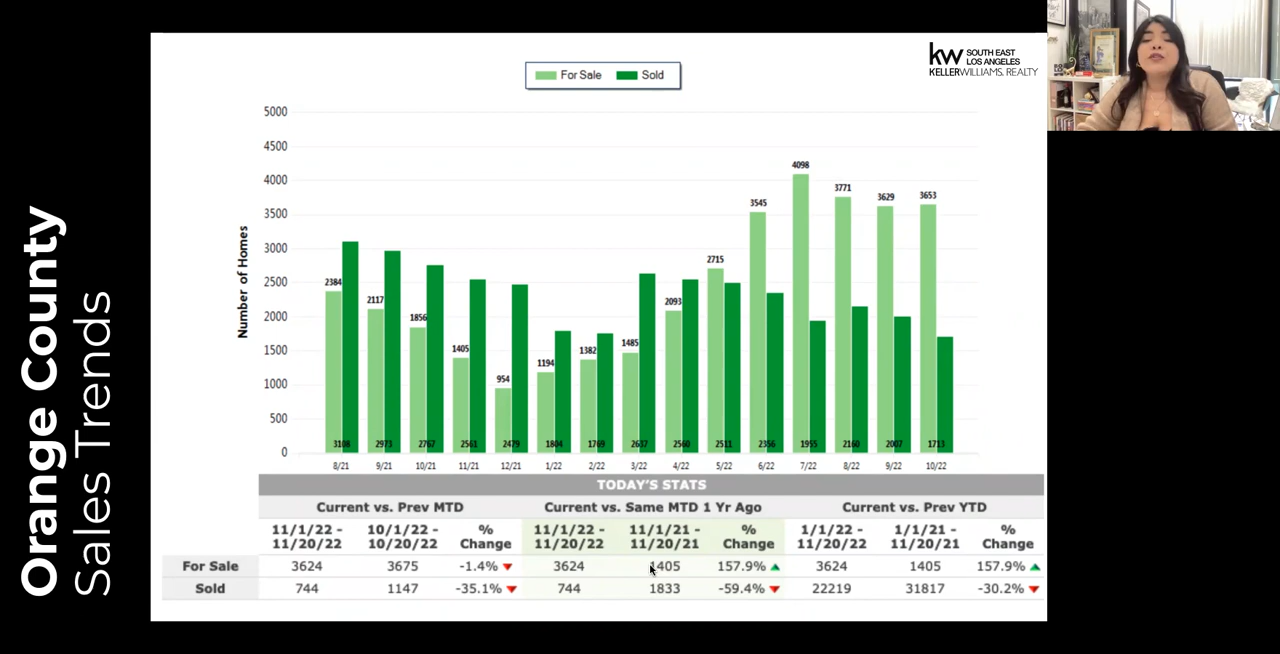 Orange County
Sales Trends
kw SOUTH EAST
LOS ANGELES
KELLERWILLIAMS. REALTY
For Sale Sold
Number of Homes
5000
4500
4000
3500
3000
2500
2000
1500
1000
500
0
2384 2117 1856 1405 954 1194 1382 1485 2093 2715 3545 4098 3771 3629 3653
3108 2973 2767 2561 2479 1804 1769 2637 2560 2511 2356 1955 2160 2007 1713
8/21 9/21 10/21 11/21 12/21 1/22 2/22 3/22 4/22 5/22 6/22 7/22 8/22 9/22 10/22
TODAY'S STATS
Current vs. Prev MTD Current vs. Same MTD 1 Yr Ago Current vs. Prev YTD
11/1/22 - 10/1/22 - % 11/1/22 - 11/1/21 - % 1/1/22 - 1/1/21 - %
11/20/22 10/20/22 Change 11/20/22 11/20/21 Change 11/20/22 11/20/21 Change
For Sale 3624 3675 -1.4% 3624 1405 157.9% 3624 1405 157.9%
Sold 744 1147 -35.1% 744 1833 -59.4% 22219 31817 -30.2%